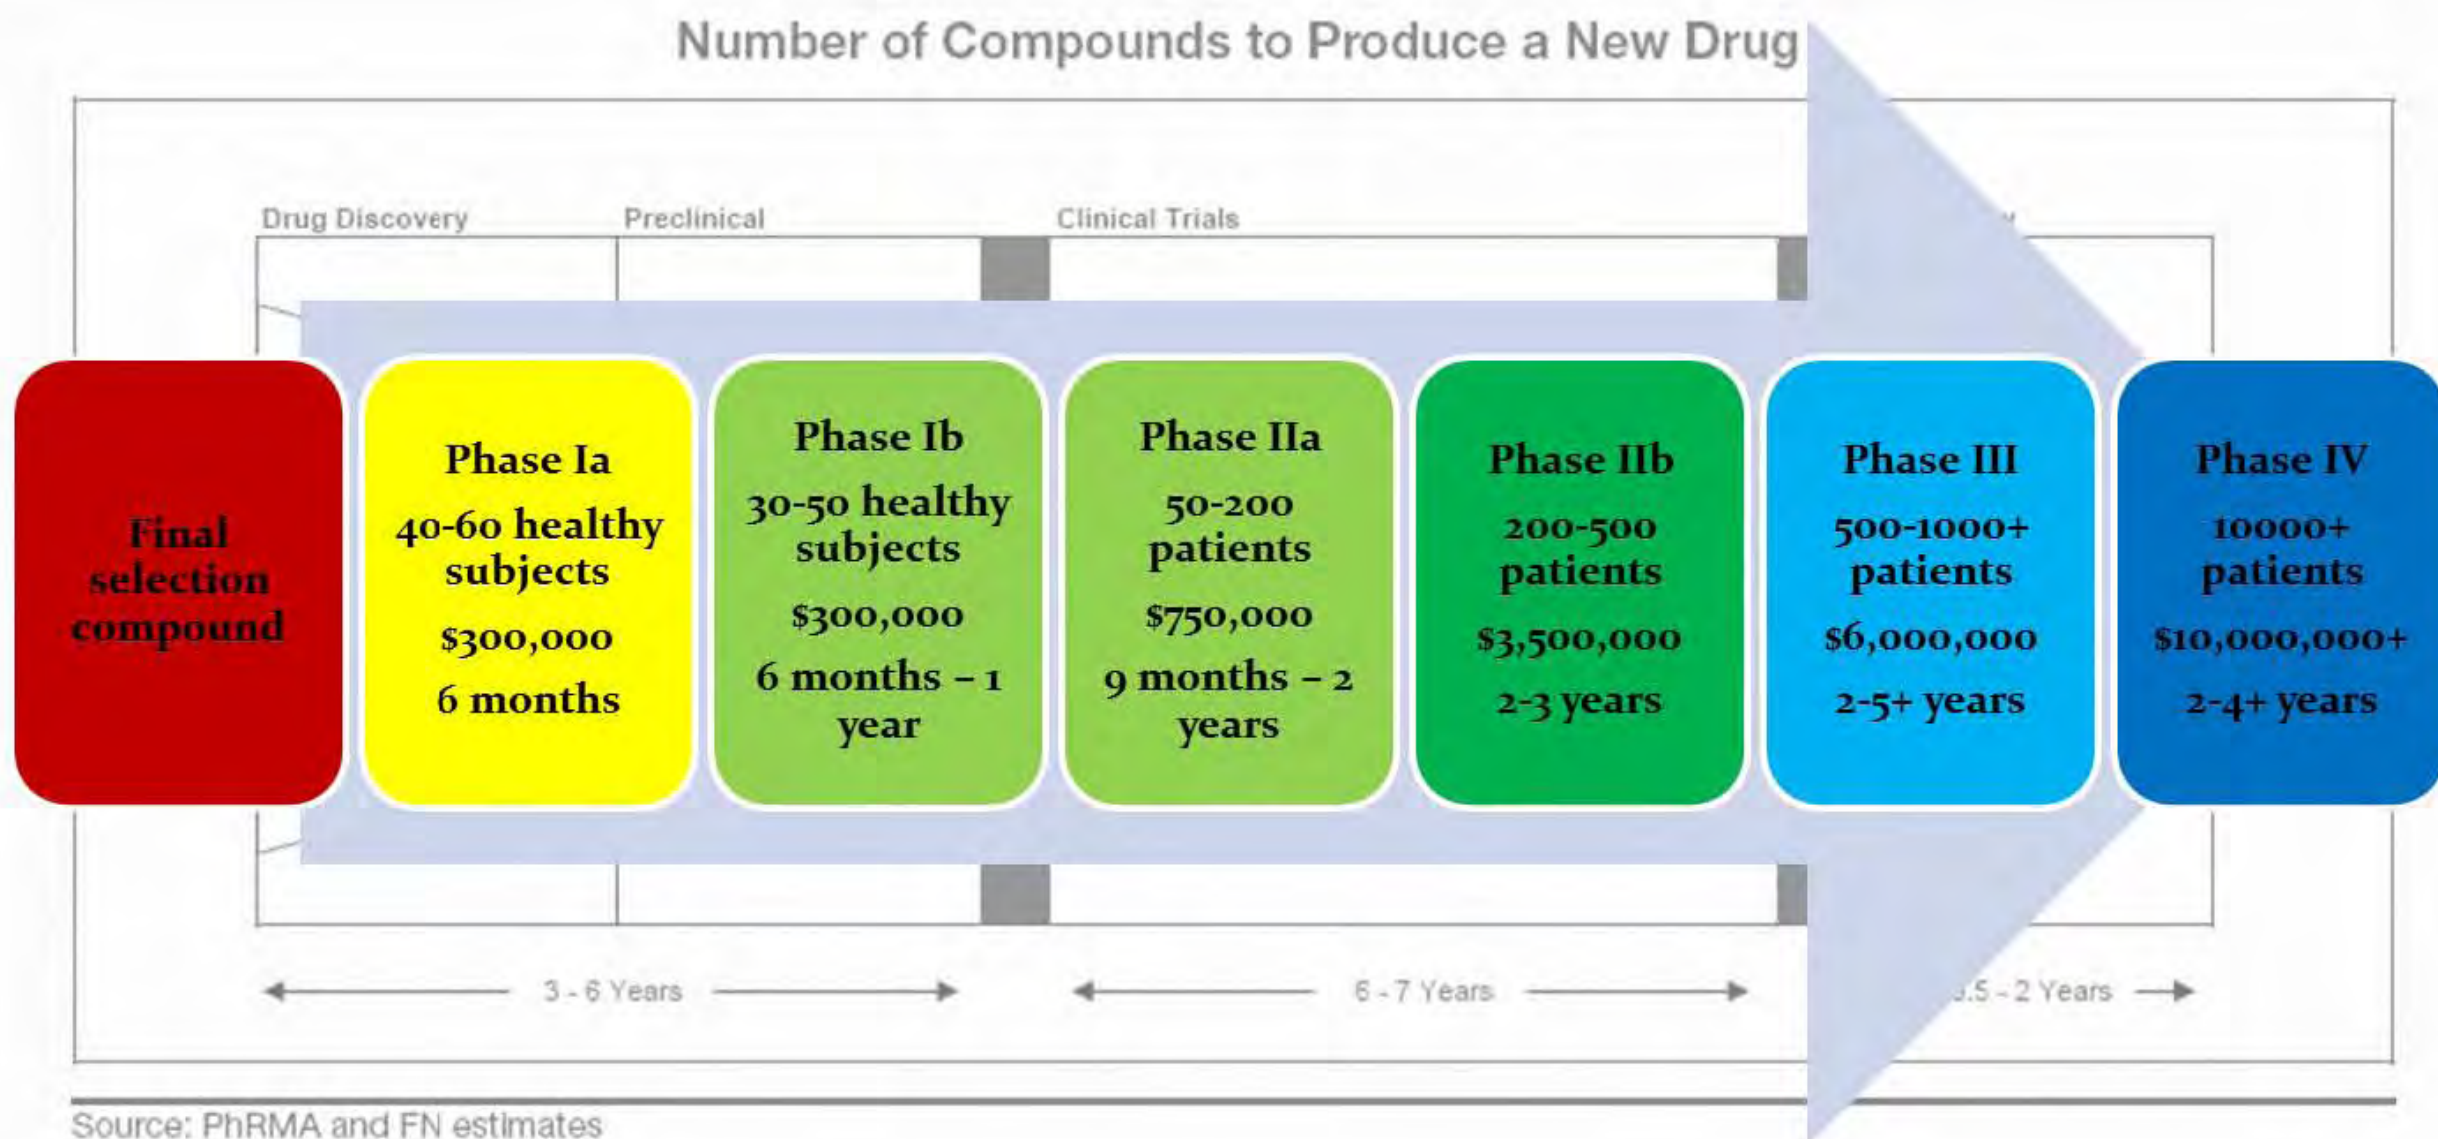 Number of Compounds to Produce a New Drug
Drug Discovery
Preclinical
Clinical Trials
Final
selection
compound
Phase Ia
40-60 healthy
subjects
$300,000
6 months
Phase Ib
30-50 healthy
subjects
$300,000
6 months – 1
year
Phase IIa
50-200
patients
$750,000
9 months – 2
years
Phase IIb
200-500
patients
$3,500,000
2-3 years
Phase III
500-1000+
patients
$6,000,000
2-5+ years
Phase IV
10000+
patients
$10,000,000+
2-4+ years
3 - 6 Years
6 - 7 Years
.5 - 2 Years
Source: PhRMA and FN estimates